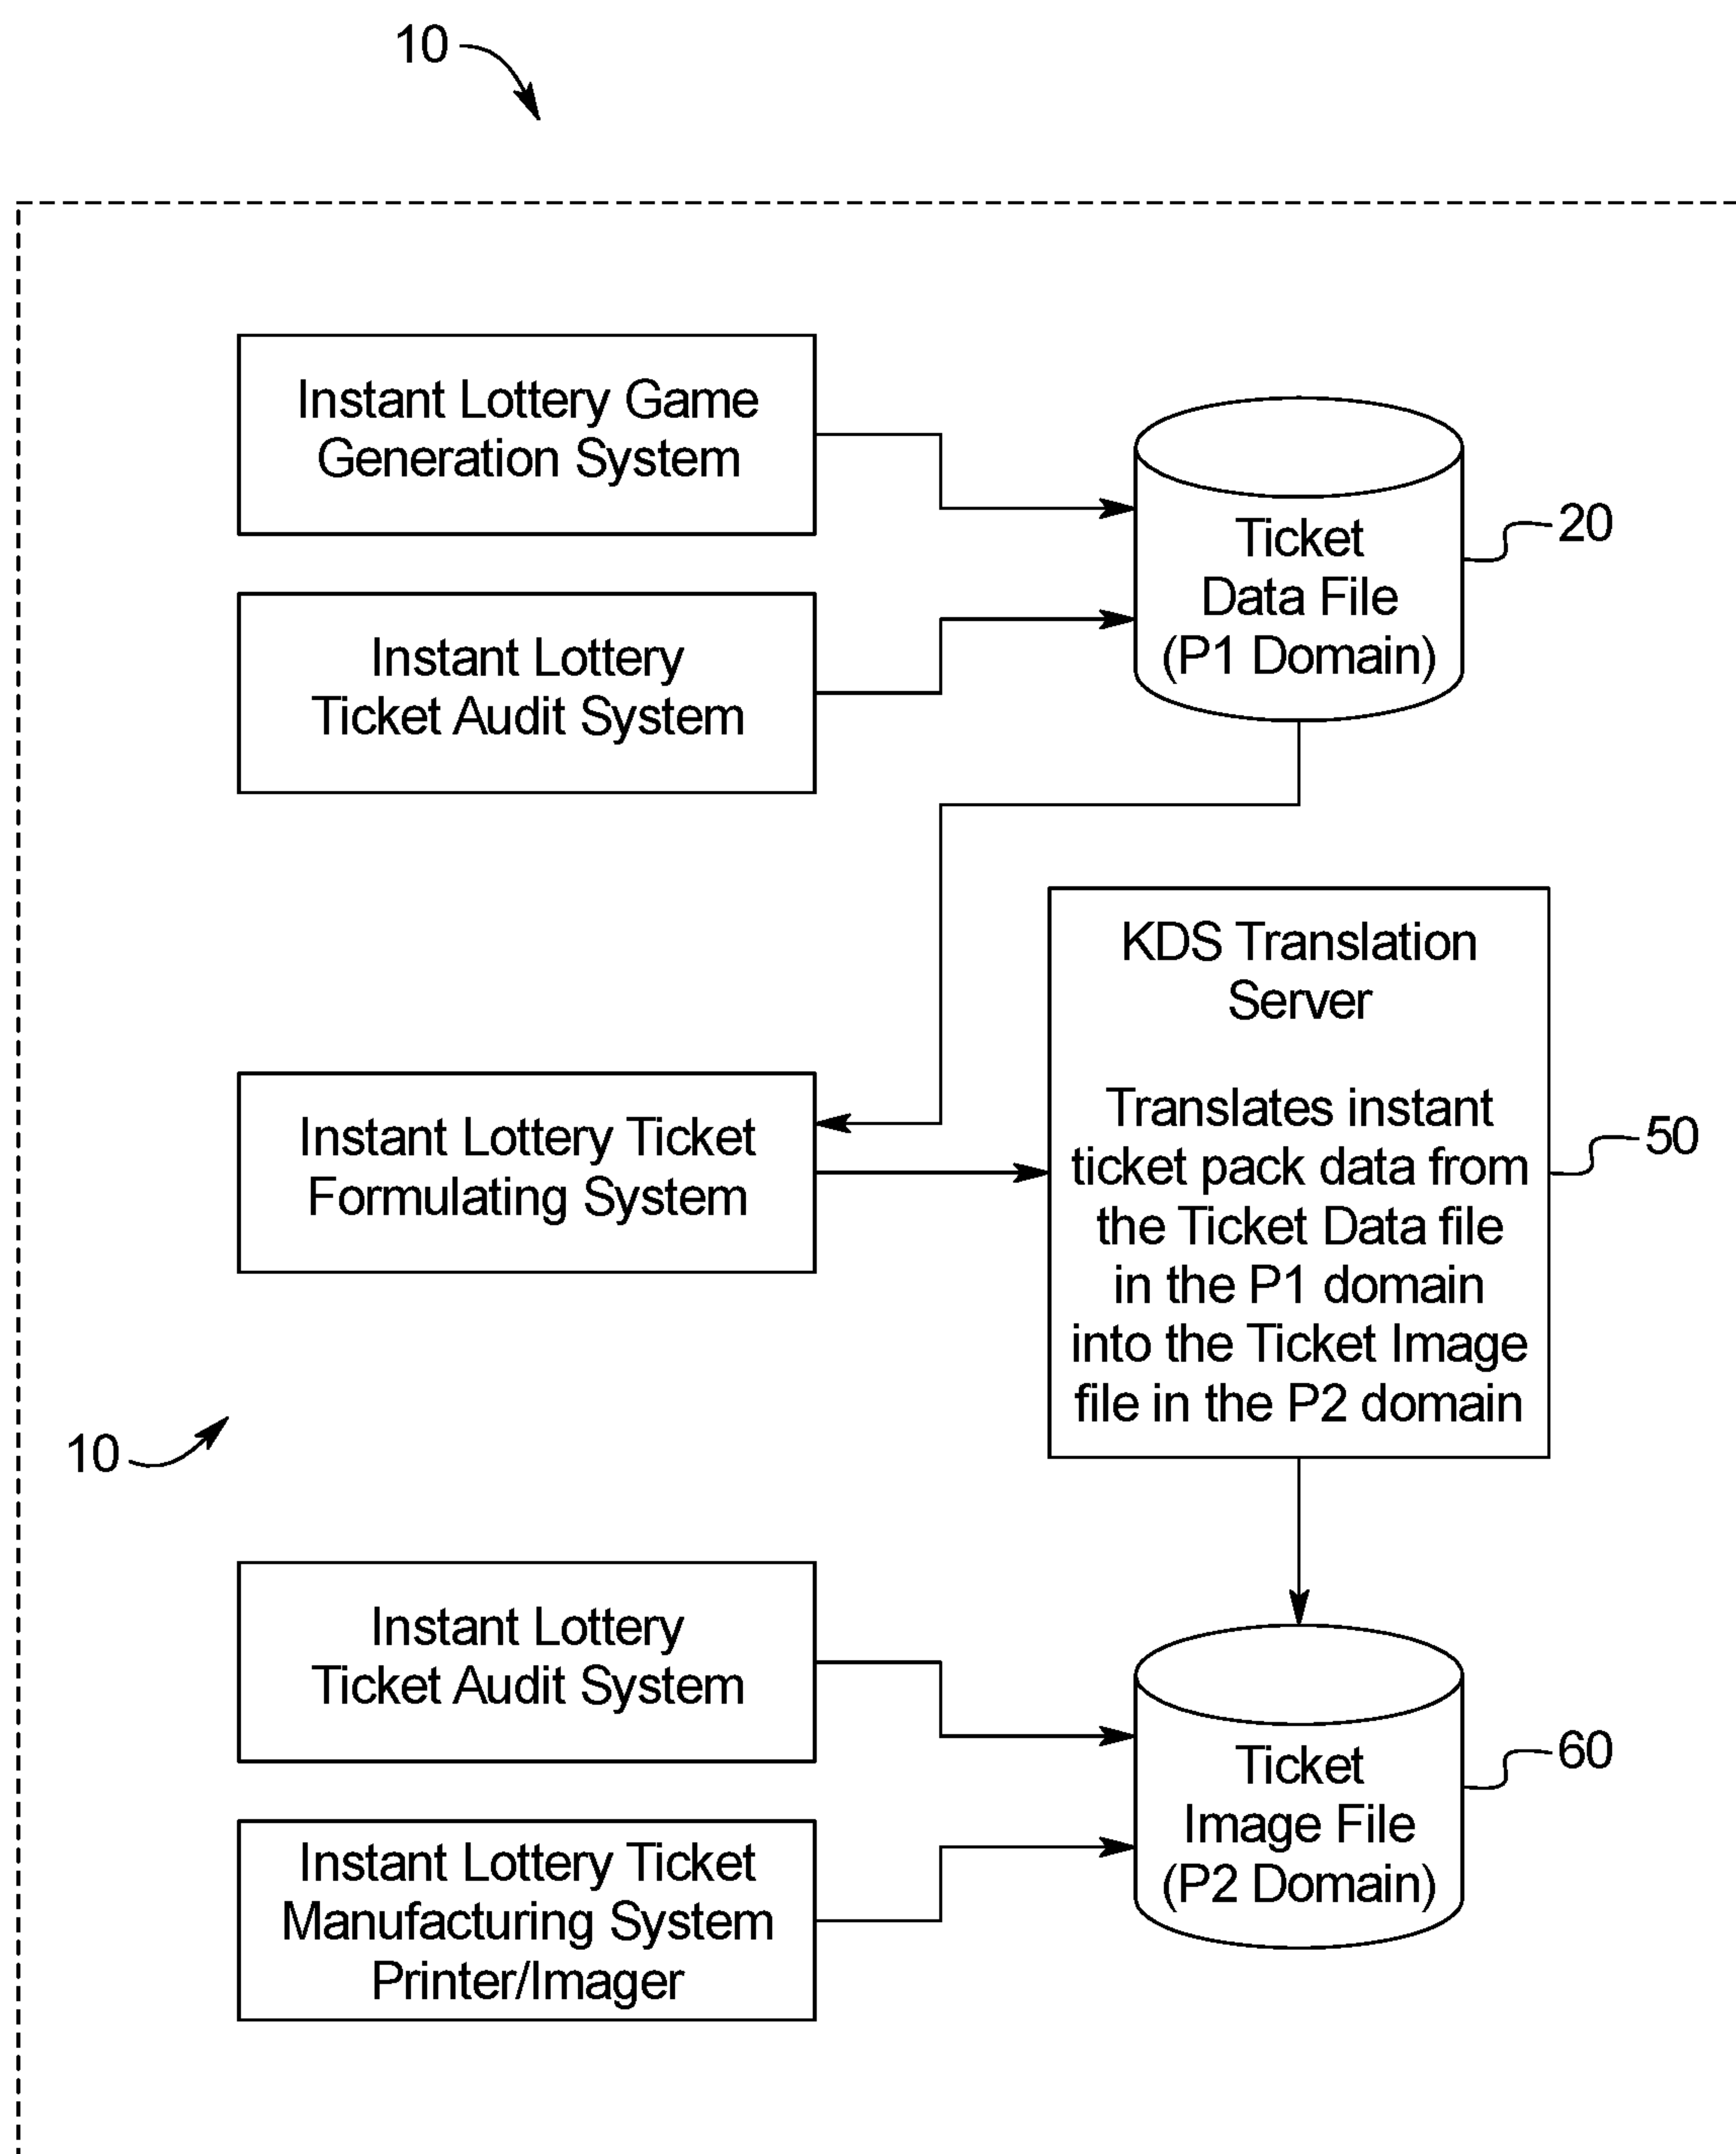 10
Instant Lottery Game
Generation System
Ticket
Data File
(P1 Domain)
20
Instant Lottery
Ticket Audit System
KDS Translation
Server
Translates instant
ticket pack data from
the Ticket Data file
in the P1 domain
into the Ticket Image
file in the P2 domain
50
Instant Lottery Ticket
Formulating System
10
Instant Lottery
Ticket Audit System
Ticket
Image File
(P2 Domain)
60
Instant Lottery Ticket
Manufacturing System
Printer/Imager